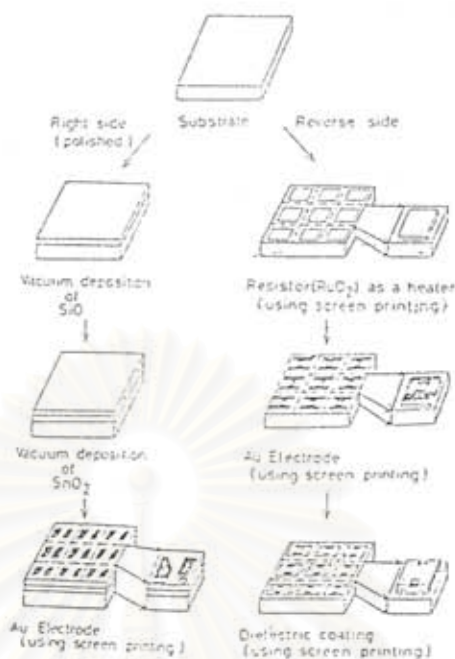 Substrate
Right side
(polished)
Reverse side
Vacuum deposition
of
SiO
Resistor(RuO2) as a heater
(using screen printing)
Vacuum deposition
of
SnO2
Au Electrode
(using screen printing)
Au Electrode
(using screen printing)
Dielectric coating
(using screen printing)